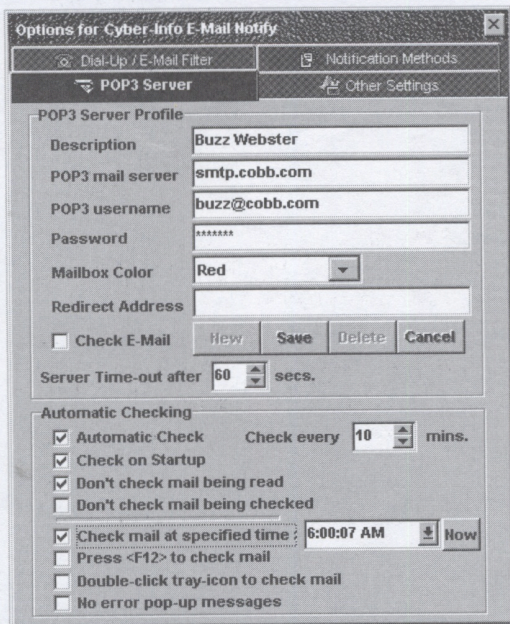 Options for Cyber-Info E-Mail Notify
Dial-Up / E-Mail Filter
Notification Methods
POP3 Server
Other Settings
POP3 Server Profile
Description Buzz Webster
POP3 mail server smtp.cobb.com
POP3 username buzz@cobb.com
Password *******
Mailbox Color Red
Redirect Address
Check E-Mail New Save Delete Cancel
Server Time-out after 60 secs.
Automatic Checking
Automatic Check Check every 10 mins.
Check on Startup
Don't check mail being read
Don't check mail being checked
Check mail at specified time : 6:00:07 AM Now
Press <F12> to check mail
Double-click tray-icon to check mail
No error pop-up messages